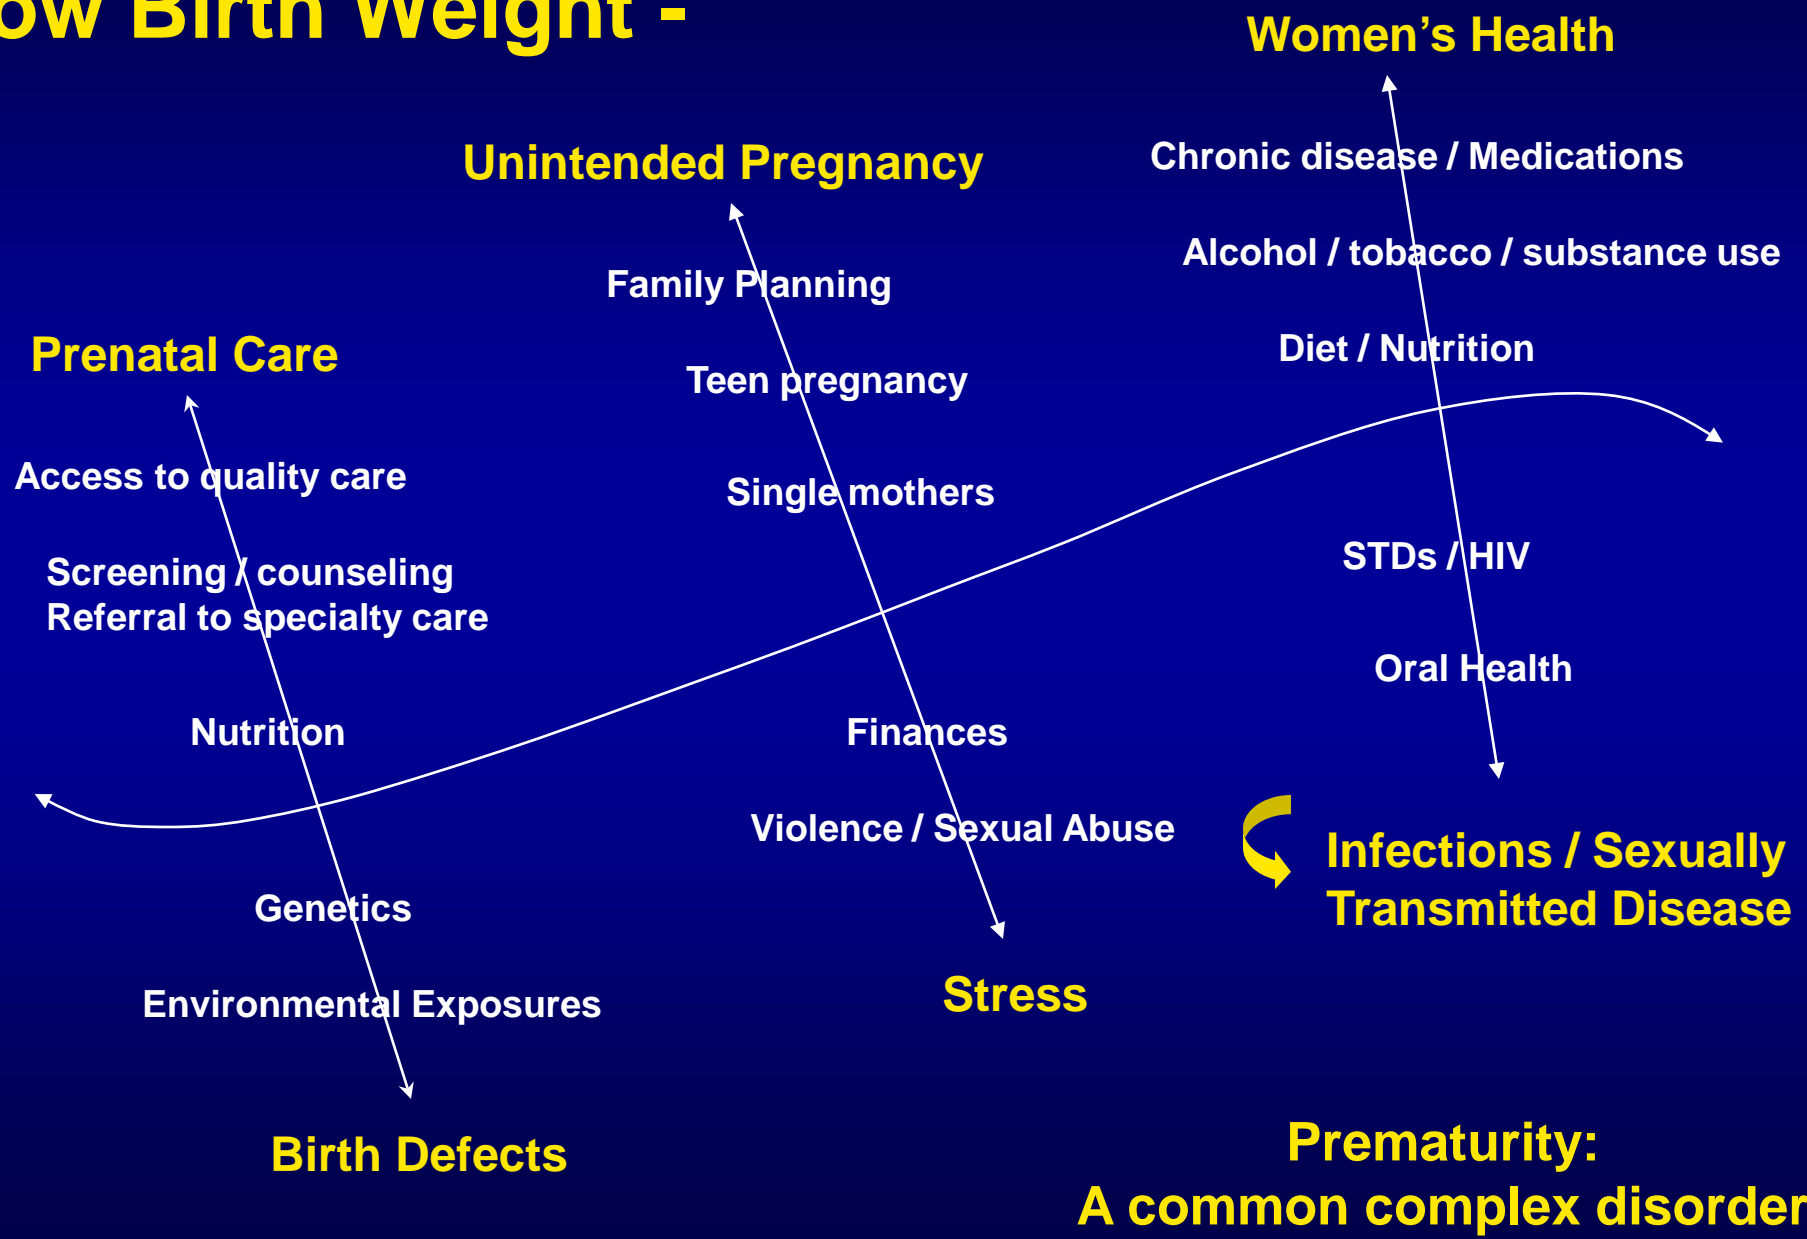 Birth Weight -
Women’s Health
Unintended Pregnancy
Chronic disease / Medications
Alcohol / tobacco / substance use
Family Planning
Prenatal Care
Diet / Nutrition
Teen pregnancy
Access to quality care
Single mothers
STDs / HIV
Screening / counseling
Referral to specialty care
Oral Health
Nutrition
Finances
Violence / Sexual Abuse
Infections / Sexually
Transmitted Disease
Genetics
Stress
Environmental Exposures
Birth Defects
Prematurity:
A common complex disorder